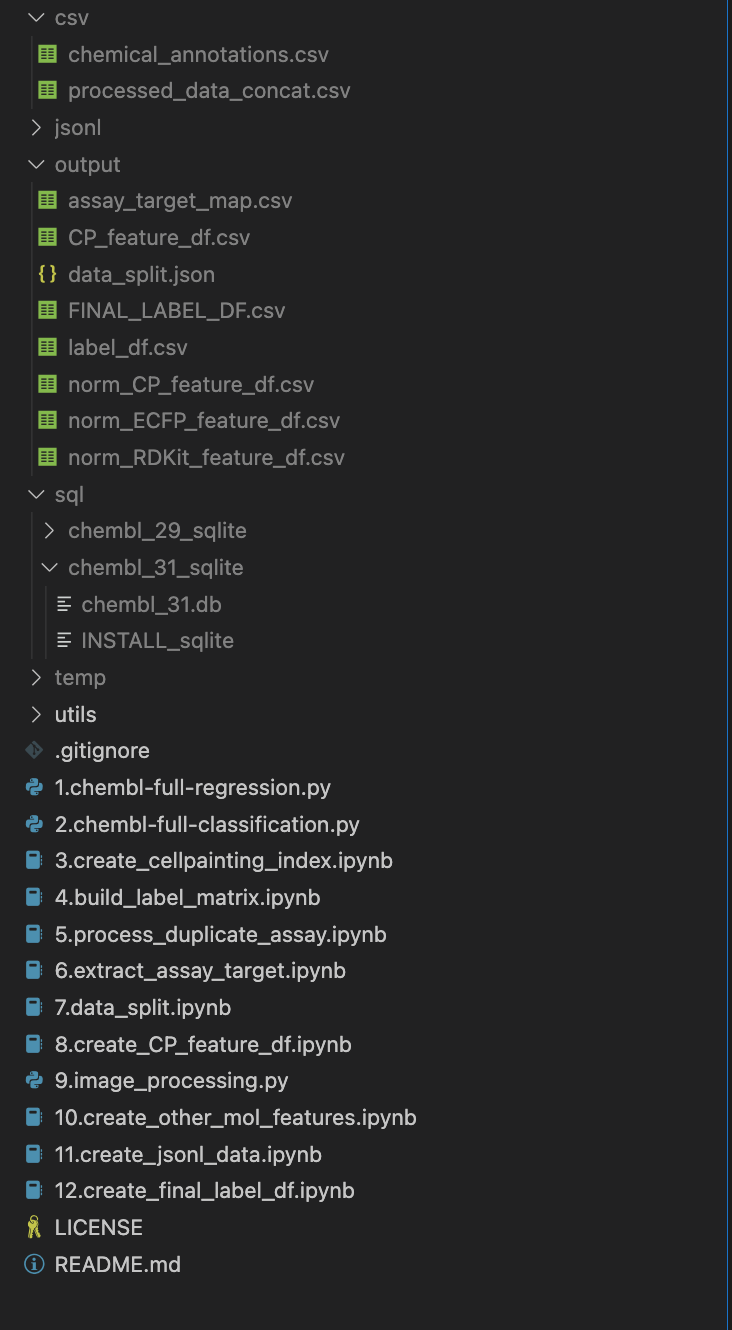 csv
chemical_annotations.csv
processed_data_concat.csv
jsonl
output
assay_target_map.csv
CP_feature_df.csv
data_split.json
FINAL_LABEL_DF.csv
label_df.csv
norm_CP_feature_df.csv
norm_ECFP_feature_df.csv
norm_RDKit_feature_df.csv
sql
chembl_29_sqlite
chembl_31_sqlite
chembl_31.db
INSTALL_sqlite
temp
utils
.gitignore
1.chembl-full-regression.py
2.chembl-full-classification.py
3.create_cellpainting_index.ipynb
4.build_label_matrix.ipynb
5.process_duplicate_assay.ipynb
6.extract_assay_target.ipynb
7.data_split.ipynb
8.create_CP_feature_df.ipynb
9.image_processing.py
10.create_other_mol_features.ipynb
11.create_jsonl_data.ipynb
12.create_final_label_df.ipynb
LICENSE
README.md